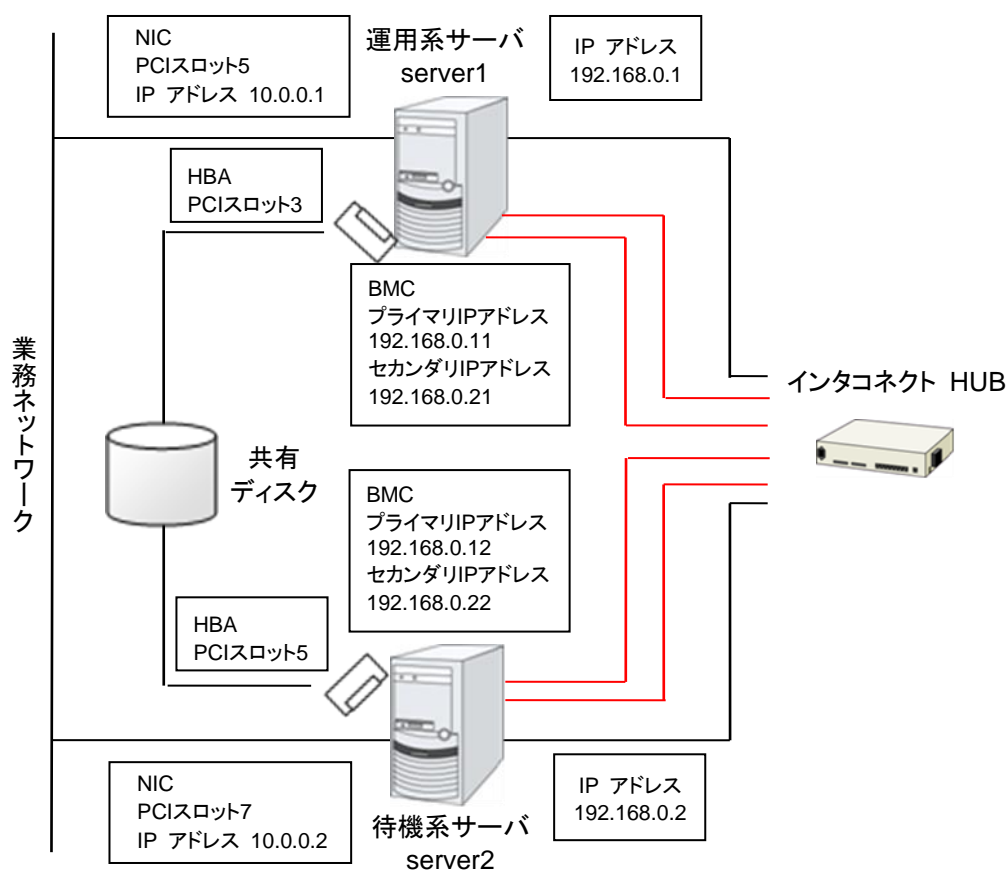 NIC
PCIスロット5
IP アドレス 10.0.0.1
運用系サーバ
server1
IP アドレス
192.168.0.1
HBA
PCIスロット3
BMC
プライマリIPアドレス
192.168.0.11
セカンダリIPアドレス
192.168.0.21
業務ネットワーク
インタコネクト HUB
共有
ディスク
BMC
プライマリIPアドレス
192.168.0.12
セカンダリIPアドレス
192.168.0.22
HBA
PCIスロット5
NIC
PCIスロット7
IP アドレス 10.0.0.2
待機系サーバ
server2
IP アドレス
192.168.0.2